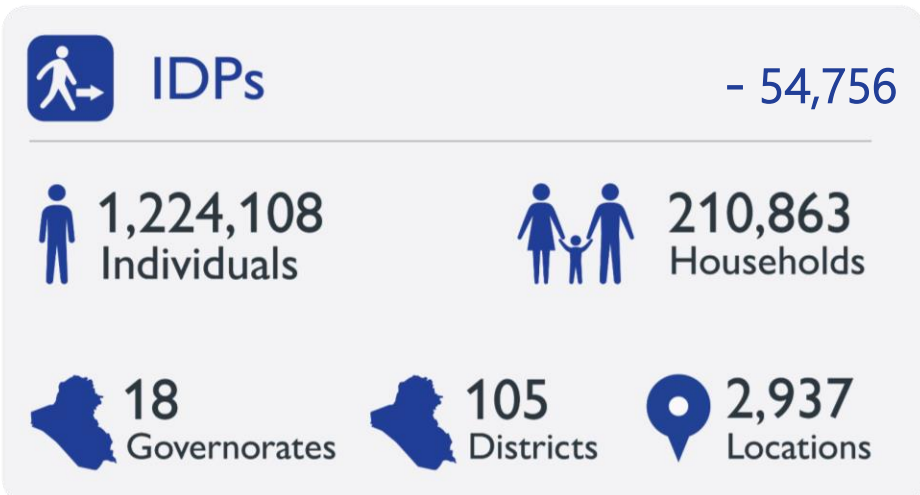 IDPs
- 54,756
1,224,108
Individuals
210,863
Households
18
Governorates
105
Districts
2,937
Locations